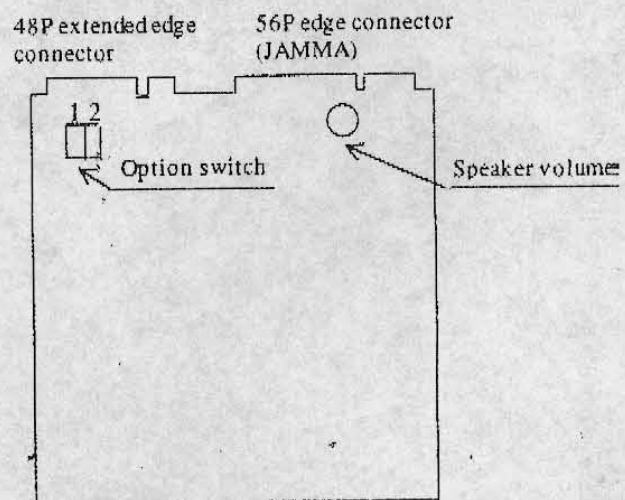 48P extended edge
connector
56P edge connector
(JAMMA)
1 2
Option switch
Speaker volume